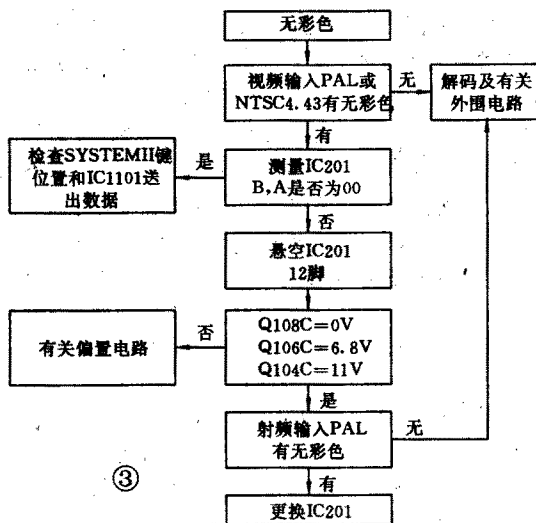 无彩色
视频输入PAL或
NTSC4.43有无彩色
无
解码及有关
外围电路
有
检查SYSTEMII键
位置和IC1101送
出数据
是
测量IC201
B,A是否为00
否
悬空IC201
12脚
有关偏置电路
否
Q108C=0V
Q106C=6.8V
Q104C=11V
是
射频输入PAL
有无彩色
无
有
③
更换IC201